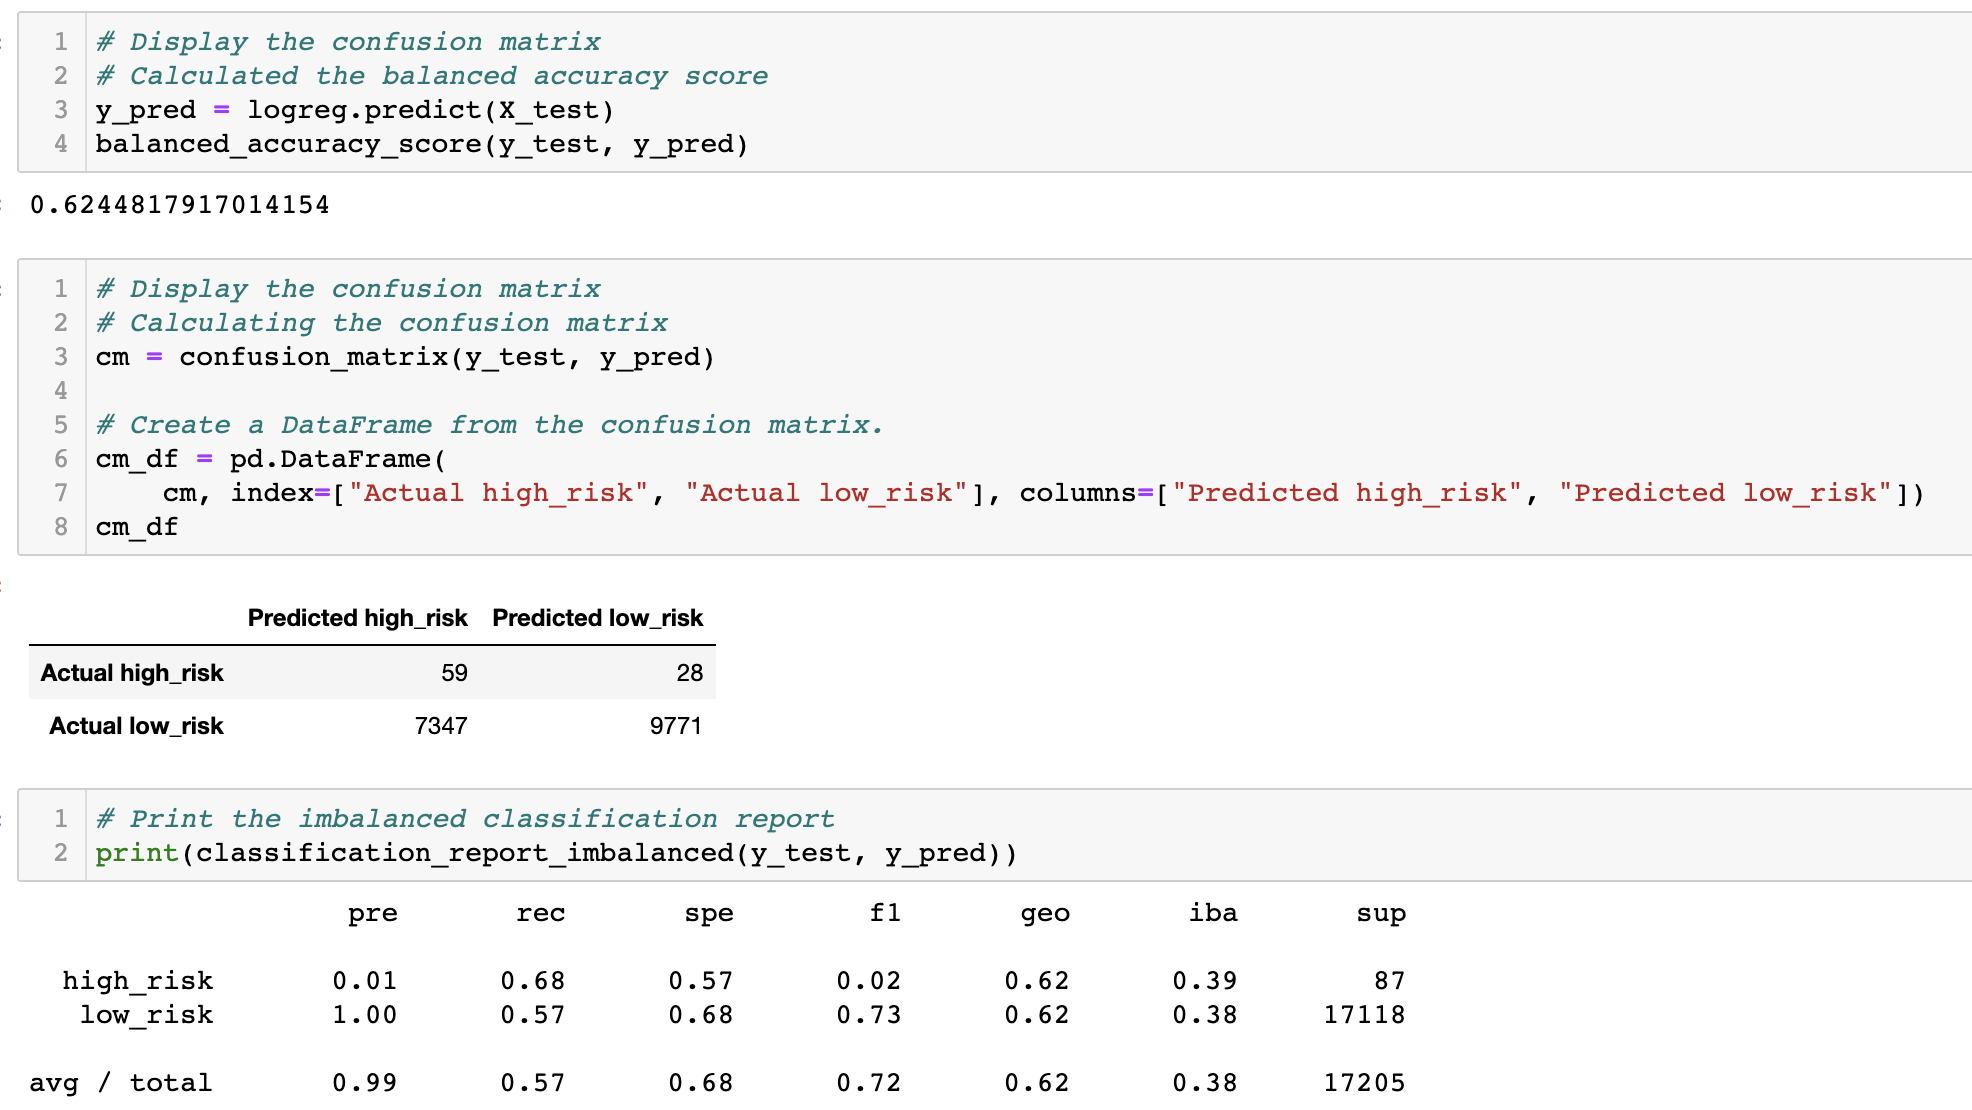 1 # Display the confusion matrix
2 # Calculated the balanced accuracy score
3 y_pred = logreg.predict(X_test)
4 balanced_accuracy_score(y_test, y_pred)
0.6244817917014154
1 # Display the confusion matrix
2 # Calculating the confusion matrix
3 cm = confusion_matrix(y_test, y_pred)
4
5 # Create a DataFrame from the confusion matrix.
6 cm_df = pd.DataFrame(
7     cm, index=["Actual high_risk", "Actual low_risk"], columns=["Predicted high_risk", "Predicted low_risk"])
8 cm_df
Predicted high_risk Predicted low_risk
Actual high_risk 59 28
Actual low_risk 7347 9771
1 # Print the imbalanced classification report
2 print(classification_report_imbalanced(y_test, y_pred))
pre rec spe f1 geo iba sup
high_risk 0.01 0.68 0.57 0.02 0.62 0.39 87
low_risk 1.00 0.57 0.68 0.73 0.62 0.38 17118
avg / total 0.99 0.57 0.68 0.72 0.62 0.38 17205